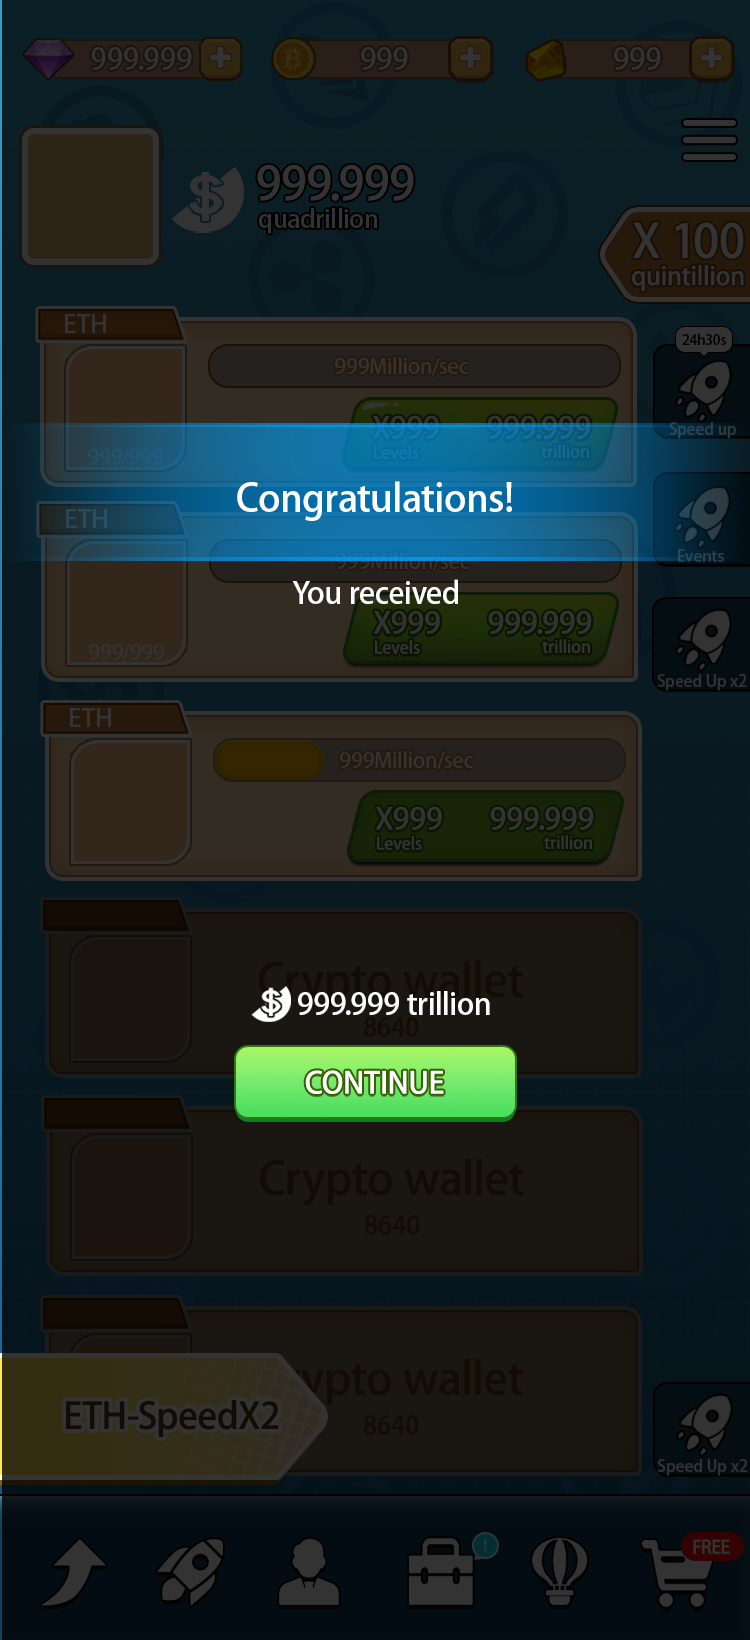 999.999
999
999
999.999
quadrillion
X 100
quintillion
24h30s
Speed up
ETH
999Million/sec
999/999
X999
Levels
999.999
trillion
Congratulations!
Events
ETH
999Million/sec
You received
999/999
X999
Levels
999.999
trillion
Speed Up x2
ETH
999Million/sec
X999
Levels
999.999
trillion
Crypto wallet
999.999 trillion
8640
CONTINUE
Crypto wallet
8640
ypto wallet
8640
ETH-SpeedX2
Speed Up x2
!
FREE